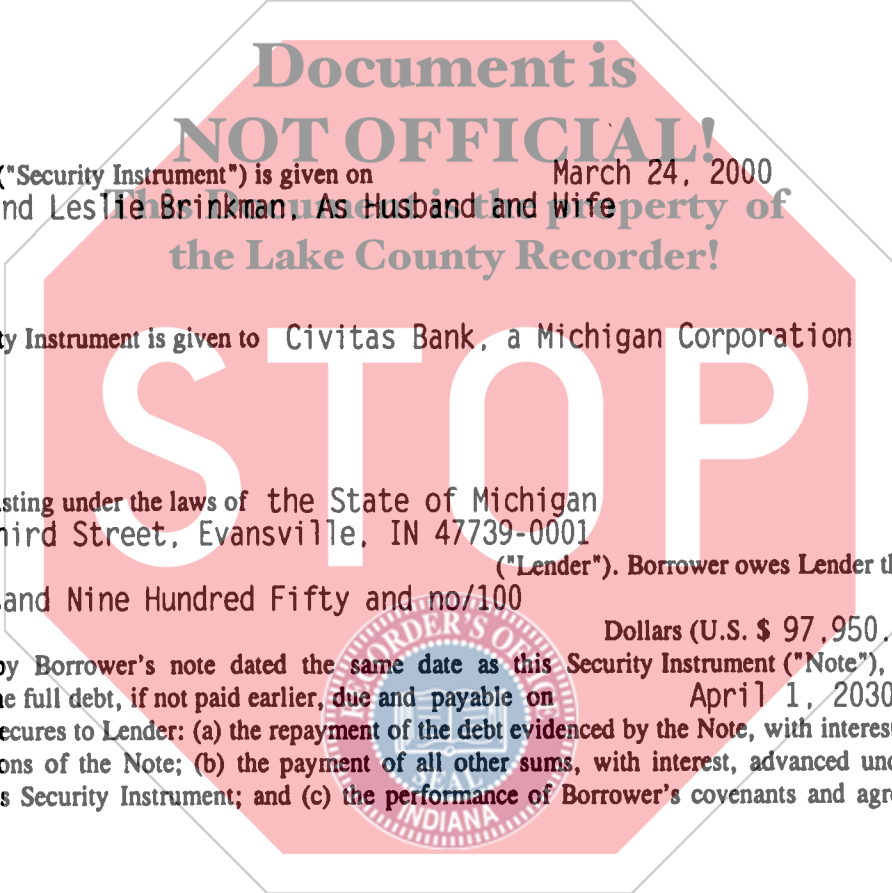 Document is
NOT OFFICIAL!
("Security Instrument") is given on March 24, 2000
This Document is the property of
nd Leslie Brinkman, As Husband and Wife
the Lake County Recorder!
ty Instrument is given to Civitas Bank, a Michigan Corporation
STOP
sting under the laws of the State of Michigan
hird Street, Evansville, IN 47739-0001
("Lender"). Borrower owes Lender th
and Nine Hundred Fifty and no/100
Dollars (U.S. $ 97,950.
by Borrower's note dated the same date as this Security Instrument ("Note"),
e full debt, if not paid earlier, due and payable on April 1, 2030
ecures to Lender: (a) the repayment of the debt evidenced by the Note, with interes
ons of the Note; (b) the payment of all other sums, with interest, advanced und
s Security Instrument; and (c) the performance of Borrower's covenants and agre
RECORDER'S OFFICE
SEAL
INDIANA